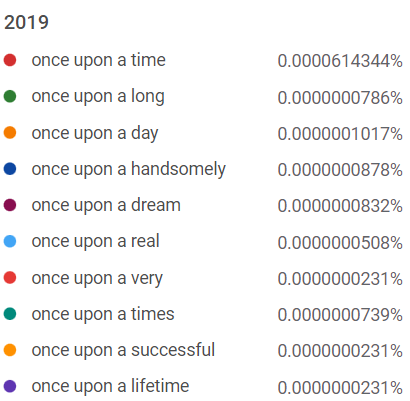 2019
once upon a time 0.0000614344%
once upon a long 0.0000000786%
once upon a day 0.0000001017%
once upon a handsomely 0.0000000878%
once upon a dream 0.0000000832%
once upon a real 0.0000000508%
once upon a very 0.0000000231%
once upon a times 0.0000000739%
once upon a successful 0.0000000231%
once upon a lifetime 0.0000000231%